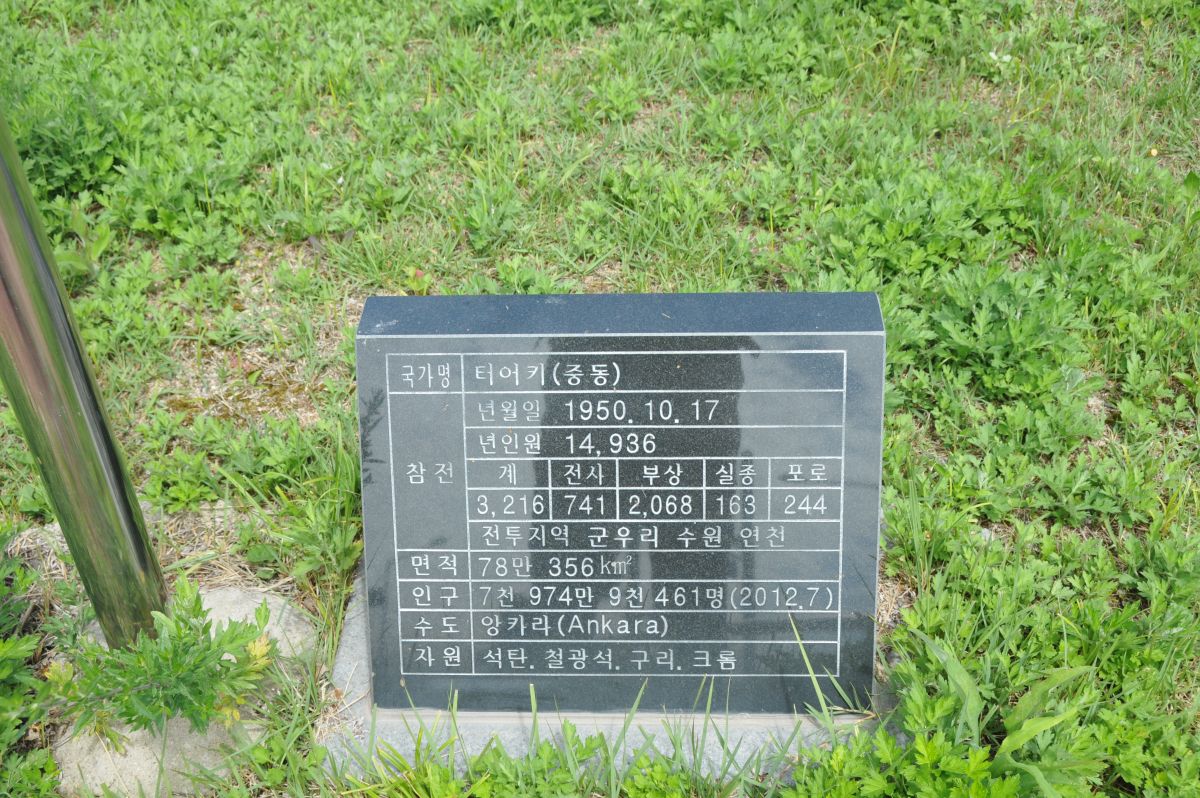 국가명 터어키(중동)
참전 년월일 1950.10.17
년인원 14,936
계 전사 부상 실종 포로
3,216 741 2,068 163 244
전투지역 군우리 수원 연천
면적 78만 356㎢
인구 7천 974만 9천 461명(2012.7)
수도 앙카라(Ankara)
자원 석탄. 철광석. 구리. 크롬